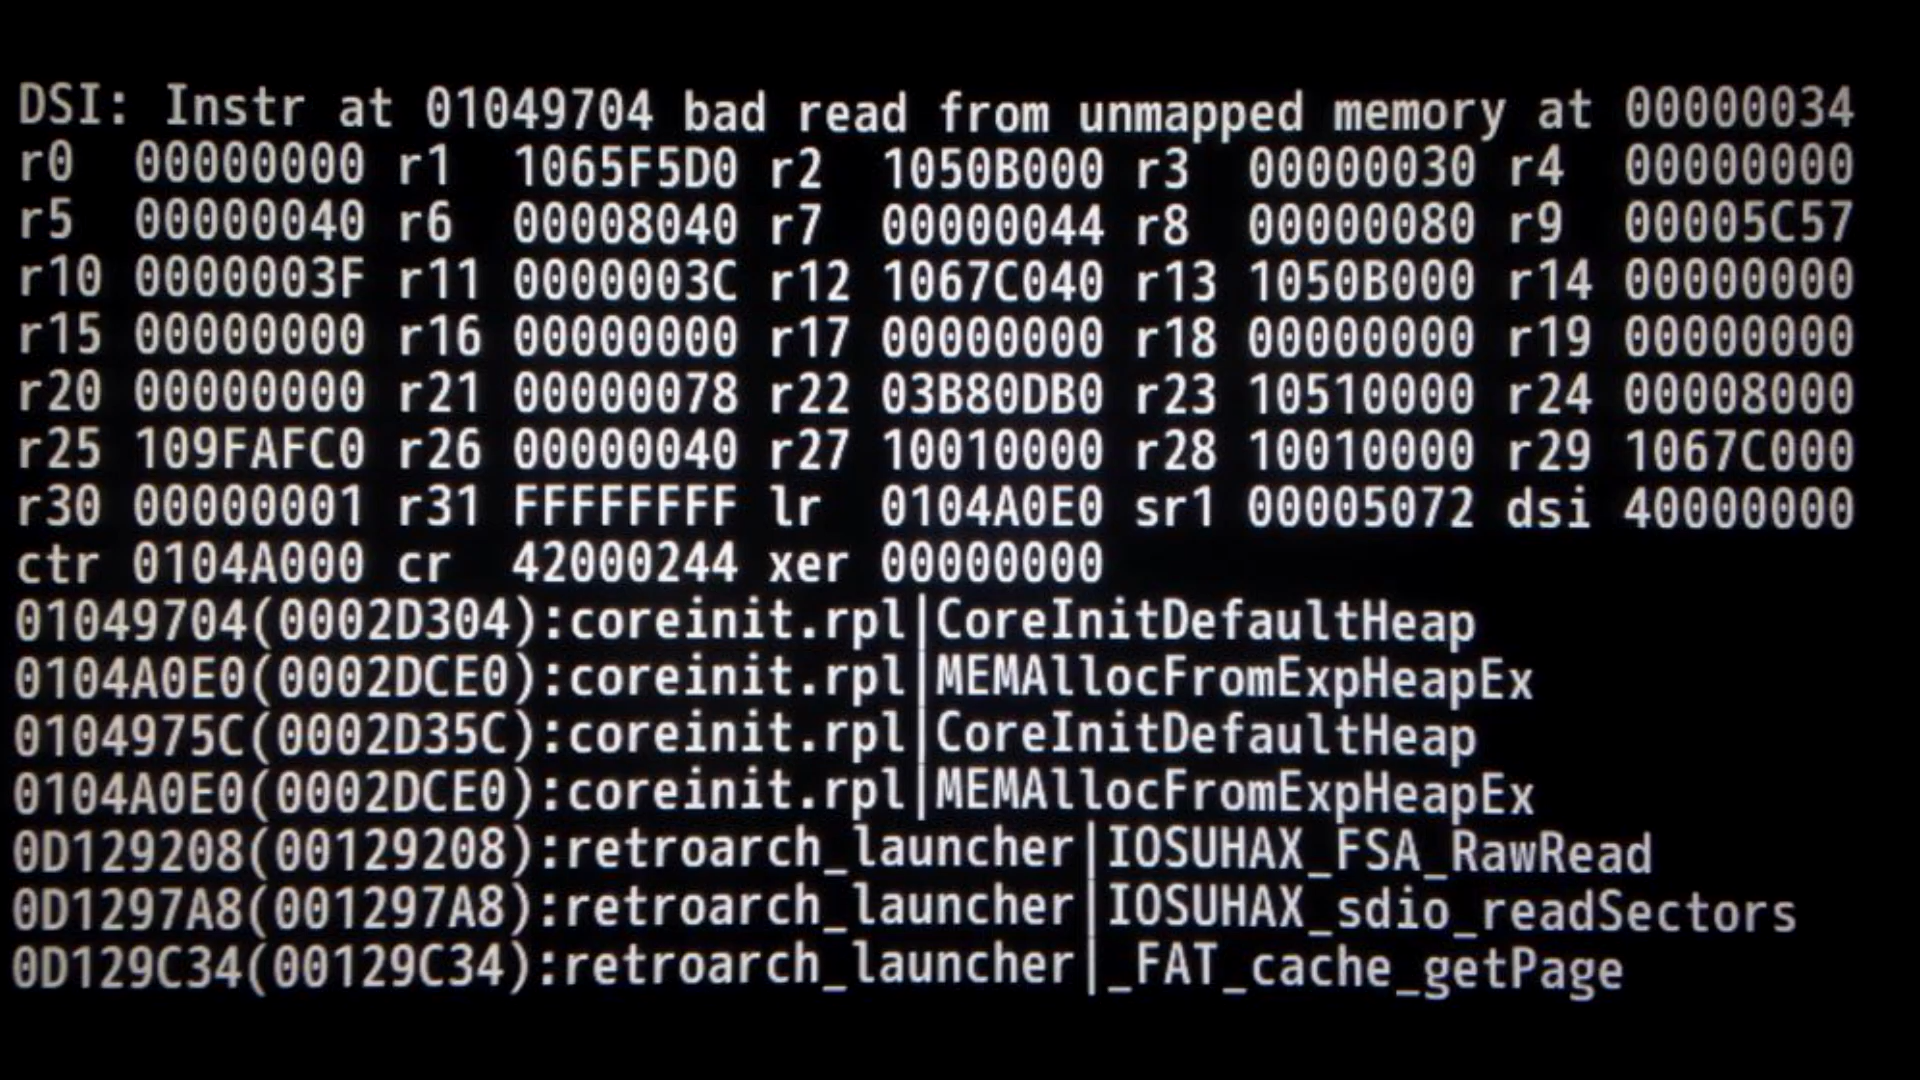 DSI: Instr at 01049704 bad read from unmapped memory at 00000034
r0 00000000 r1 1065F5D0 r2 1050B000 r3 00000030 r4 00000000
r5 00000040 r6 00008040 r7 00000044 r8 00000080 r9 00005C57
r10 0000003F r11 0000003C r12 1067C040 r13 1050B000 r14 00000000
r15 00000000 r16 00000000 r17 00000000 r18 00000000 r19 00000000
r20 00000000 r21 00000078 r22 03B80DB0 r23 10510000 r24 00008000
r25 109FAFC0 r26 00000040 r27 10010000 r28 10010000 r29 1067C000
r30 00000001 r31 FFFFFFFF lr 0104A0E0 sr1 00005072 dsi 40000000
ctr 0104A000 cr 42000244 xer 00000000
01049704(0002D304):coreinit.rpl|CoreInitDefaultHeap
0104A0E0(0002DCE0):coreinit.rpl|MEMAllocFromExpHeapEx
0104975C(0002D35C):coreinit.rpl|CoreInitDefaultHeap
0104A0E0(0002DCE0):coreinit.rpl|MEMAllocFromExpHeapEx
0D129208(00129208):retroarch_launcher|IOSUHAX_FSA_RawRead
0D1297A8(001297A8):retroarch_launcher|IOSUHAX_sdio_readSectors
0D129C34(00129C34):retroarch_launcher|_FAT_cache_getPage